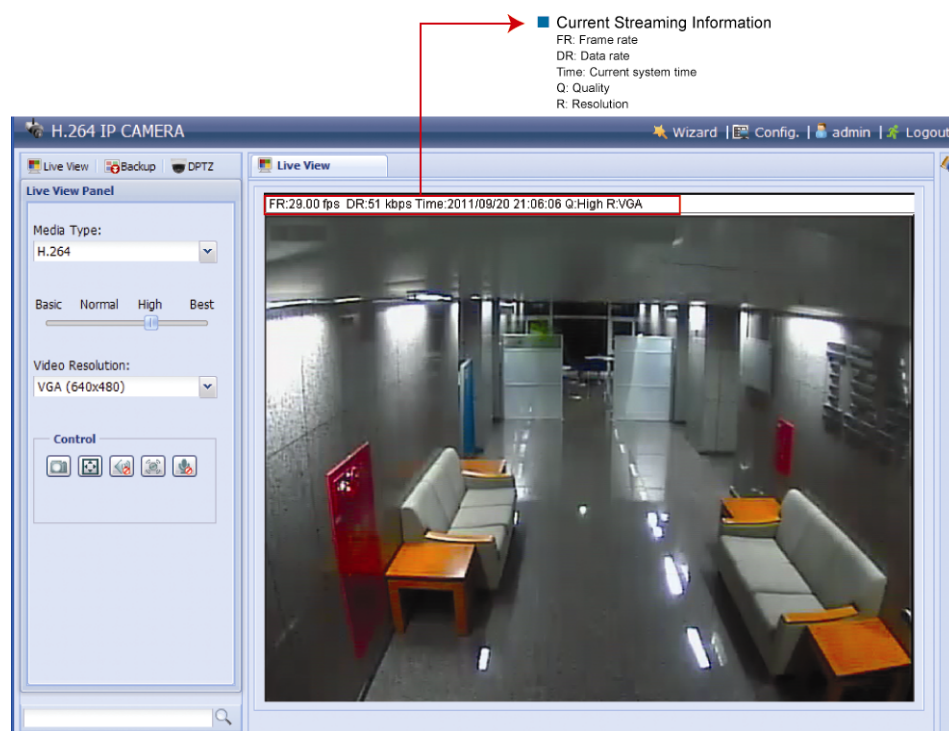 Current Streaming Information
FR: Frame rate
DR: Data rate
Time: Current system time
Q: Quality
R: Resolution
H.264 IP CAMERA
Wizard | Config. | admin | Logout
Live View Backup DPTZ
Live View
Live View Panel
FR:29.00 fps DR:51 kbps Time:2011/09/20 21:06:06 Q:High R:VGA
Media Type:
H.264
Basic Normal High Best
Video Resolution:
VGA (640x480)
Control